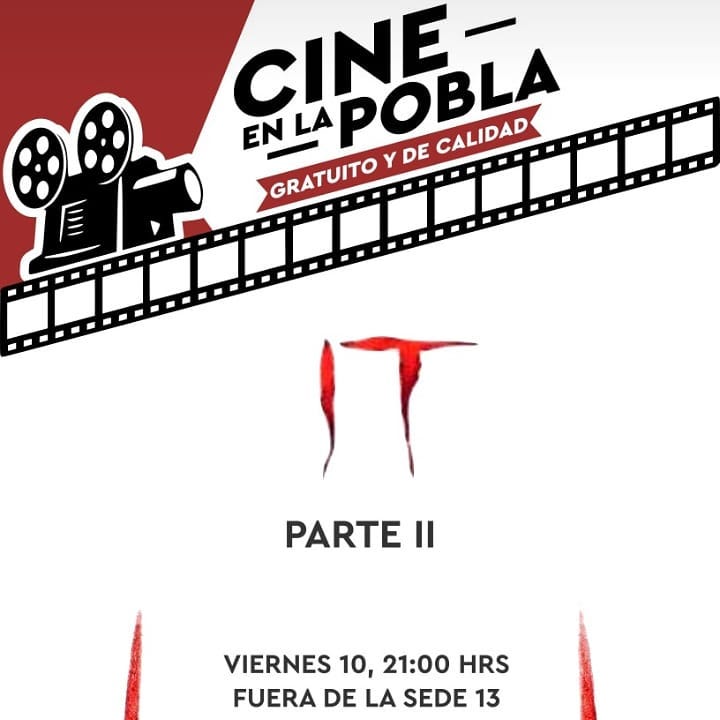 CINE
EN LA POBLA
GRATUITO Y DE CALIDAD
IT
PARTE II
VIERNES 10, 21:00 HRS
FUERA DE LA SEDE 13